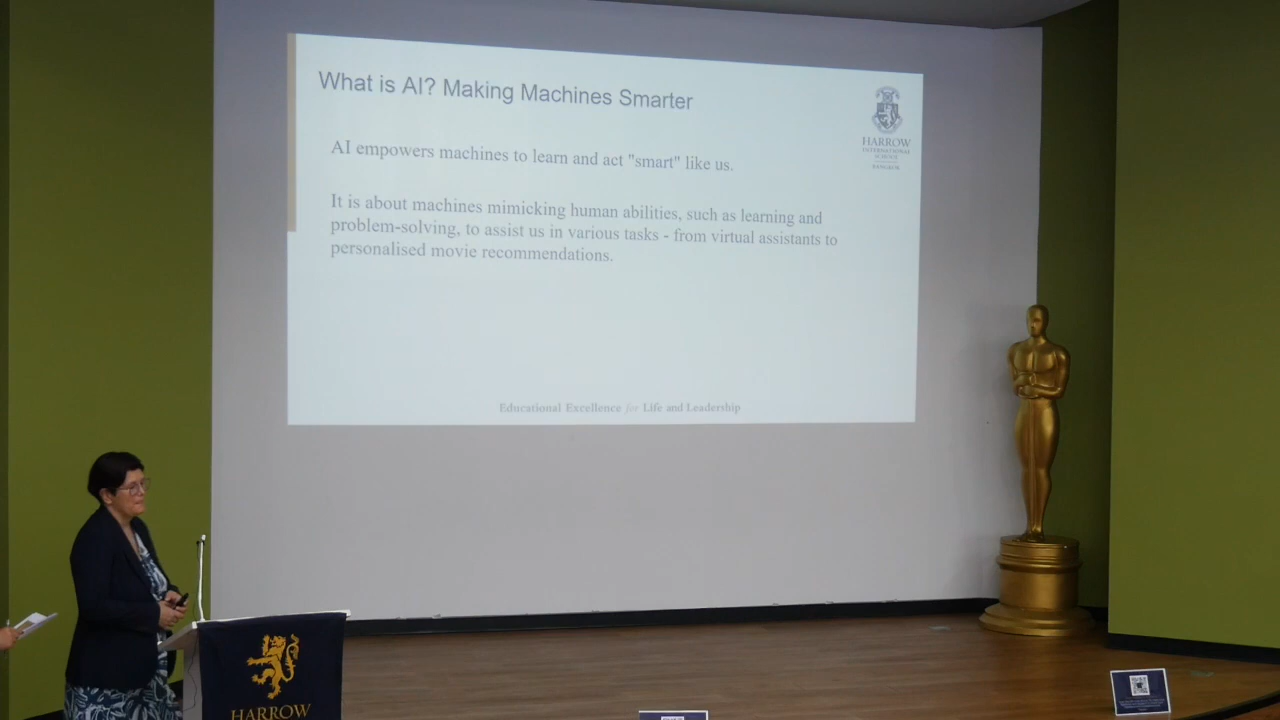 What is AI? Making Machines Smarter
HARROW
INTERNATIONAL
SCHOOL
BANGKOK
AI empowers machines to learn and act "smart" like us.
It is about machines mimicking human abilities, such as learning and
problem-solving, to assist us in various tasks - from virtual assistants to
personalised movie recommendations.
Educational Excellence for Life and Leadership
HARROW